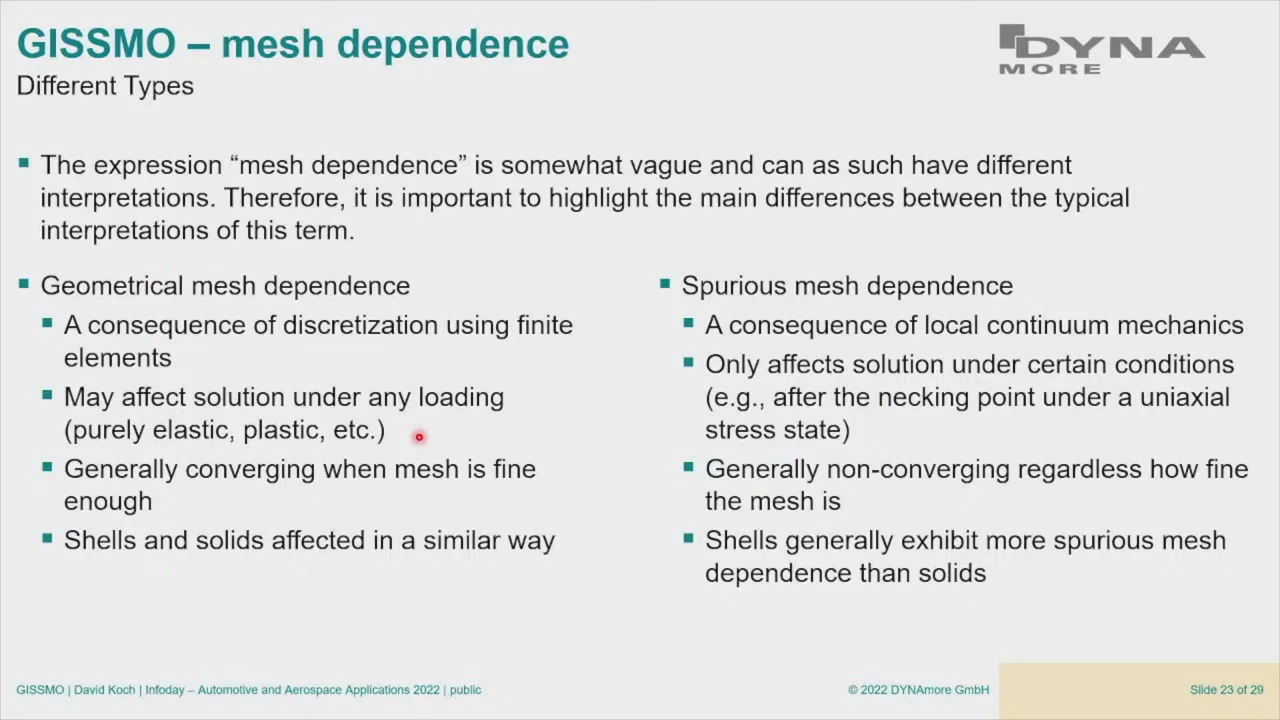 GISSMO – mesh dependence
Different Types
DYNA
MORE
The expression “mesh dependence” is somewhat vague and can as such have different
interpretations. Therefore, it is important to highlight the main differences between the typical
interpretations of this term.
Geometrical mesh dependence
A consequence of discretization using finite
elements
May affect solution under any loading
(purely elastic, plastic, etc.)
Generally converging when mesh is fine
enough
Shells and solids affected in a similar way
Spurious mesh dependence
A consequence of local continuum mechanics
Only affects solution under certain conditions
(e.g., after the necking point under a uniaxial
stress state)
Generally non-converging regardless how fine
the mesh is
Shells generally exhibit more spurious mesh
dependence than solids
GISSMO | David Koch | Infoday – Automotive and Aerospace Applications 2022 | public
© 2022 DYNAmore GmbH
Slide 23 of 29